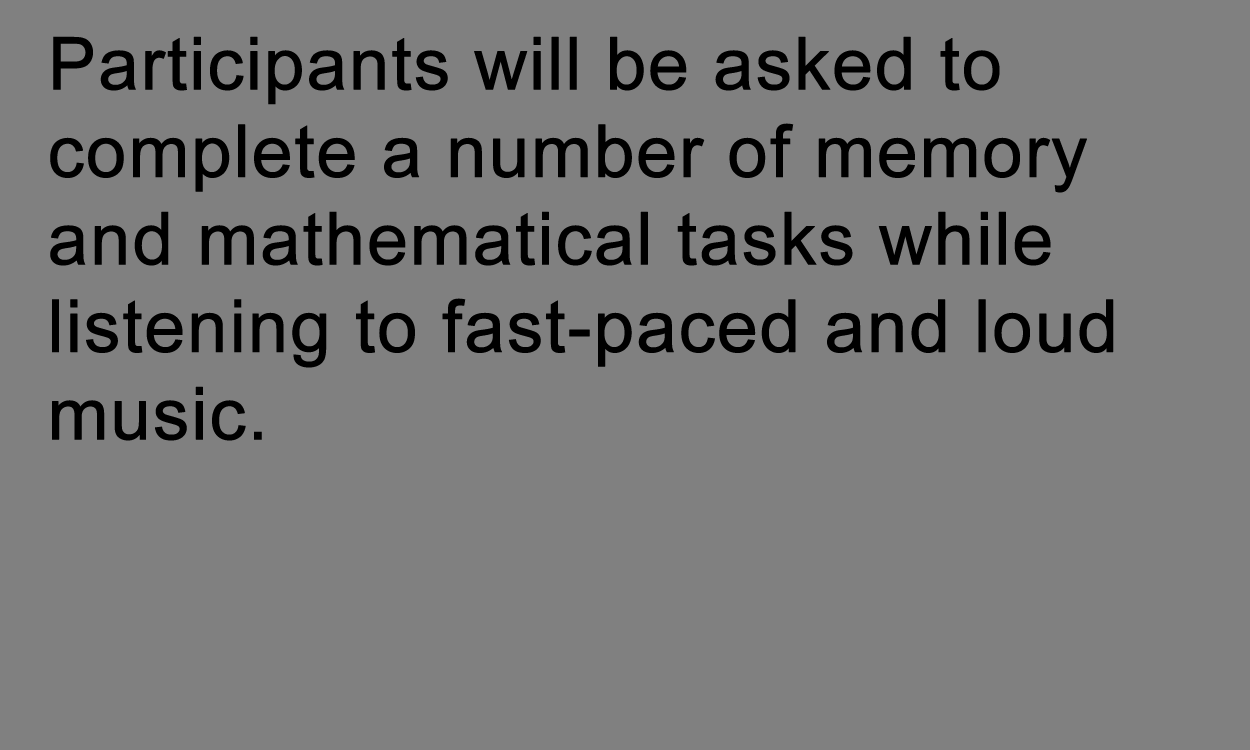 Participants will be asked to
complete a number of memory
and mathematical tasks while
listening to fast-paced and loud
music.